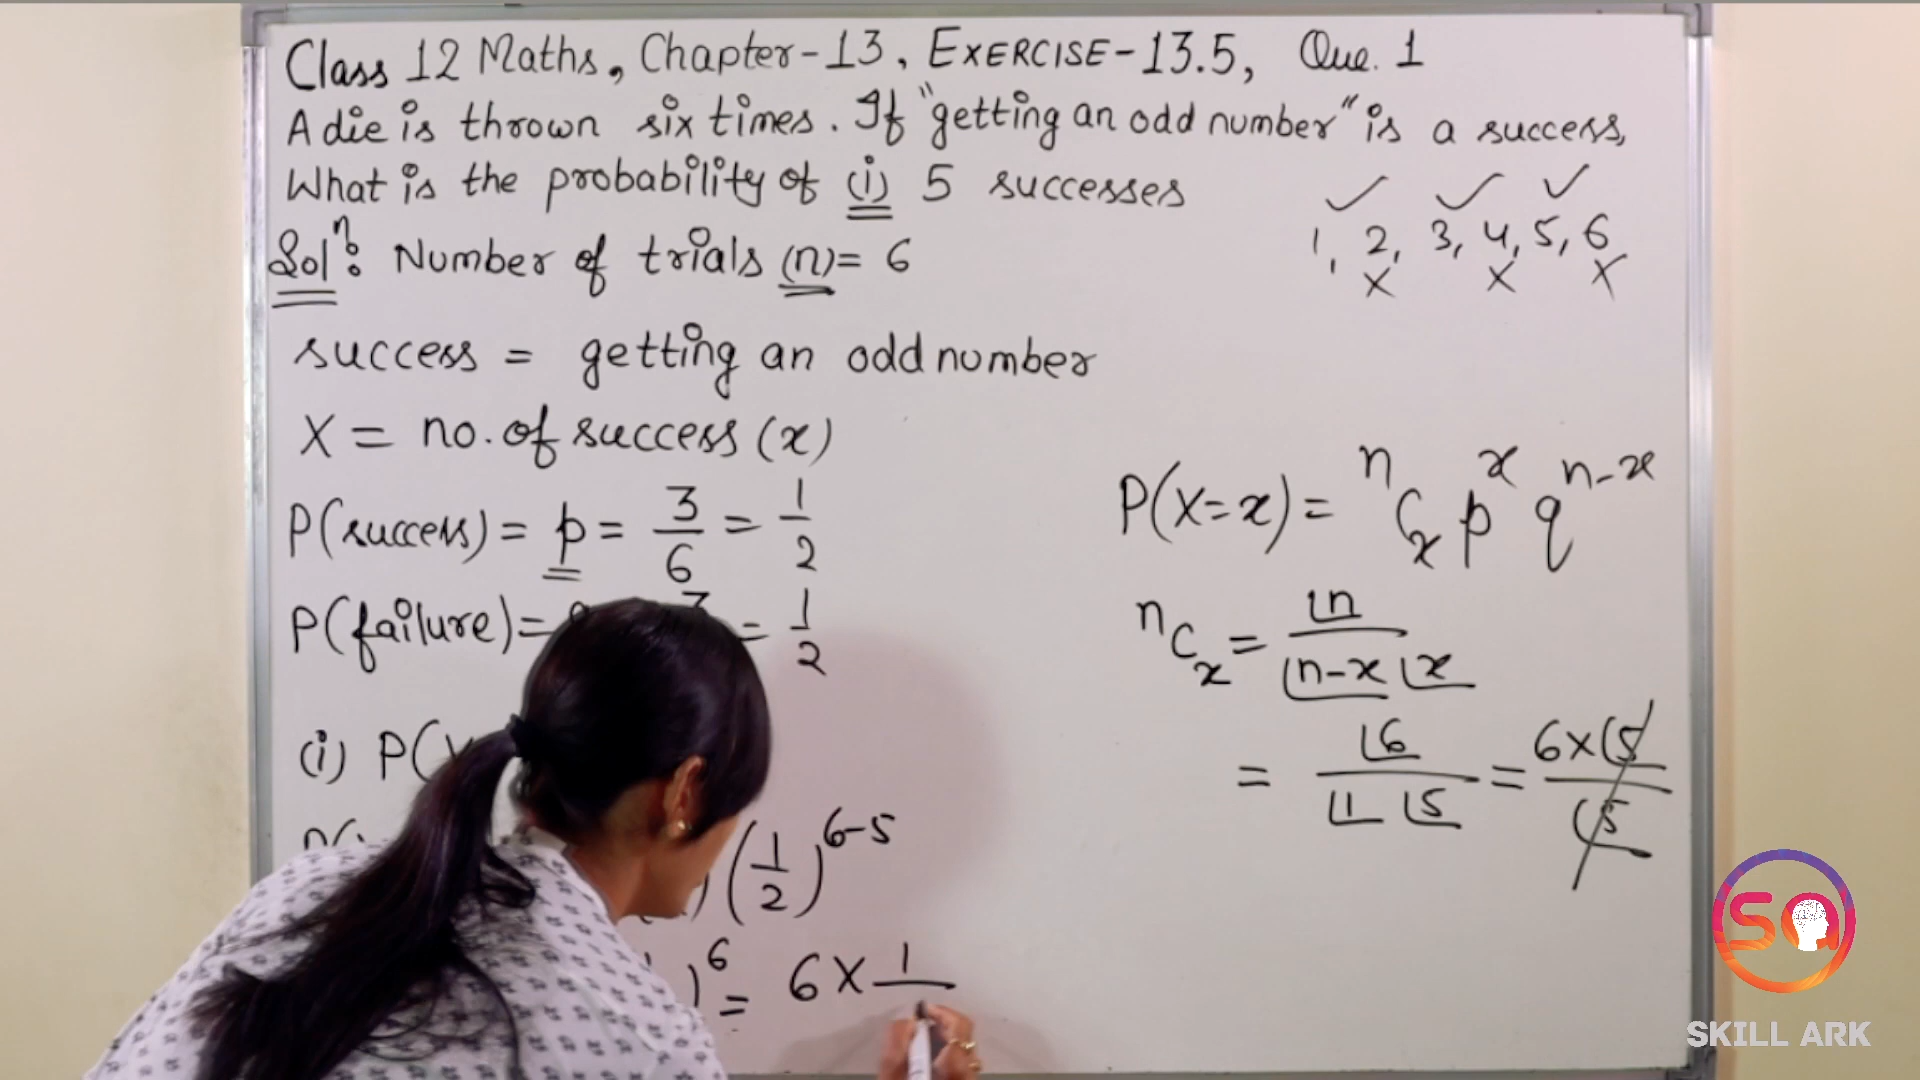 Class 12 Maths, Chapter-13, EXERCISE-13.5, Que. 1
A die is thrown six times. If "getting an odd number" is a success,
What is the probability of (i) 5 successes
1, 2, 3, 4, 5, 6
Solⁿ: Number of trials (n) = 6
success = getting an odd number
X = no. of success (x)
P(success) = p = 3/6 = 1/2
P(failure) = = 1/2
(i) P(
(1/2)^6-5
)^6 = 6 X 1
P(X=x) = ⁿCₓ pˣ qⁿ⁻ˣ
ⁿCₓ = |n / |n-x |x
= |6 / |1 |5 = 6×|5 / |5
SA
SKILL ARK